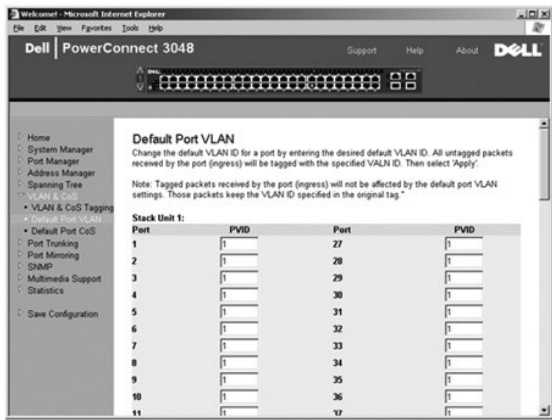 Welcome! - Microsoft Internet Explorer
File Edit View Favorites Tools Help
Dell | PowerConnect 3048
Support Help About DELL
Home
System Manager
Port Manager
Address Manager
Spanning Tree
VLAN & CoS
VLAN & CoS Tagging
Default Port VLAN
Default Port CoS
Port Trunking
Port Mirroring
SNMP
Multimedia Support
Statistics
Save Configuration
Default Port VLAN
Change the default VLAN ID for a port by entering the desired default VLAN ID. All untagged packets
received by the port (ingress) will be tagged with the specified VALN ID. Then select 'Apply'.
Note: Tagged packets received by the port (ingress) will not be affected by the default port VLAN
settings. Those packets keep the VLAN ID specified in the original tag."
Stack Unit 1:
Port PVID Port PVID
1 1 27 1
2 1 28 1
3 1 29 1
4 1 30 1
5 1 31 1
6 1 32 1
7 1 33 1
8 1 34 1
9 1 35 1
10 1 36 1
11 1 37 1